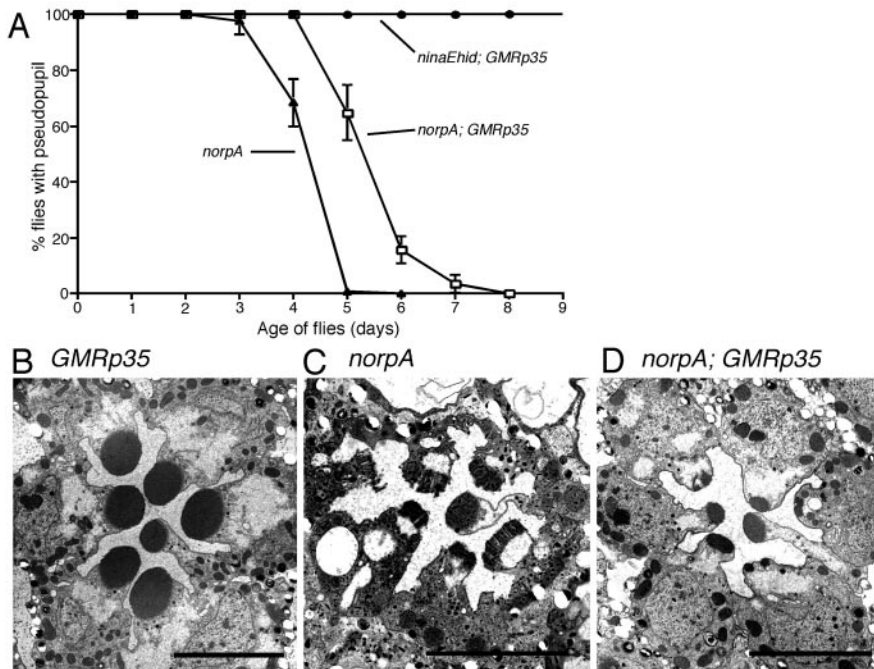 A
100
80
60
40
20
0
% flies with pseudopupil
ninaEhid; GMRp35
norpA; GMRp35
norpA
0 1 2 3 4 5 6 7 8 9
Age of flies (days)
B GMRp35
C norpA
D norpA; GMRp35